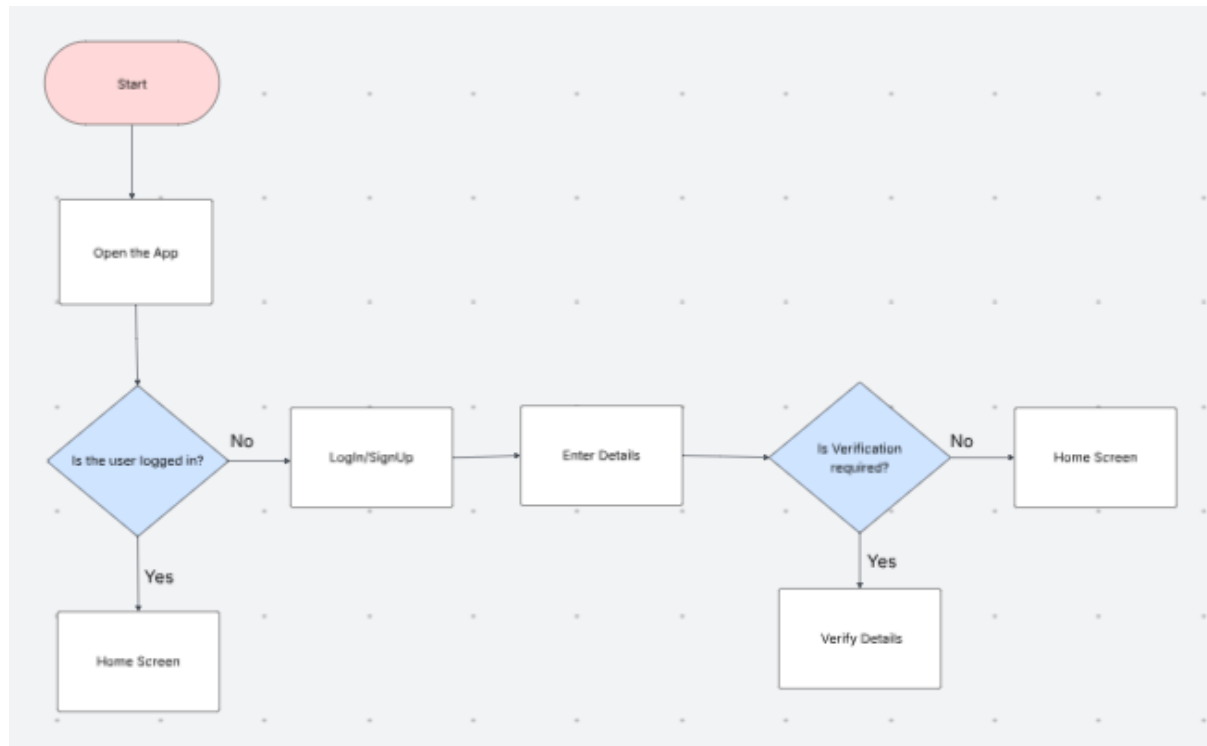 Start
Open the App
Is the user logged in?
No
LogIn/SignUp
Enter Details
Is Verification
required?
No
Home Screen
Yes
Home Screen
Yes
Verify Details